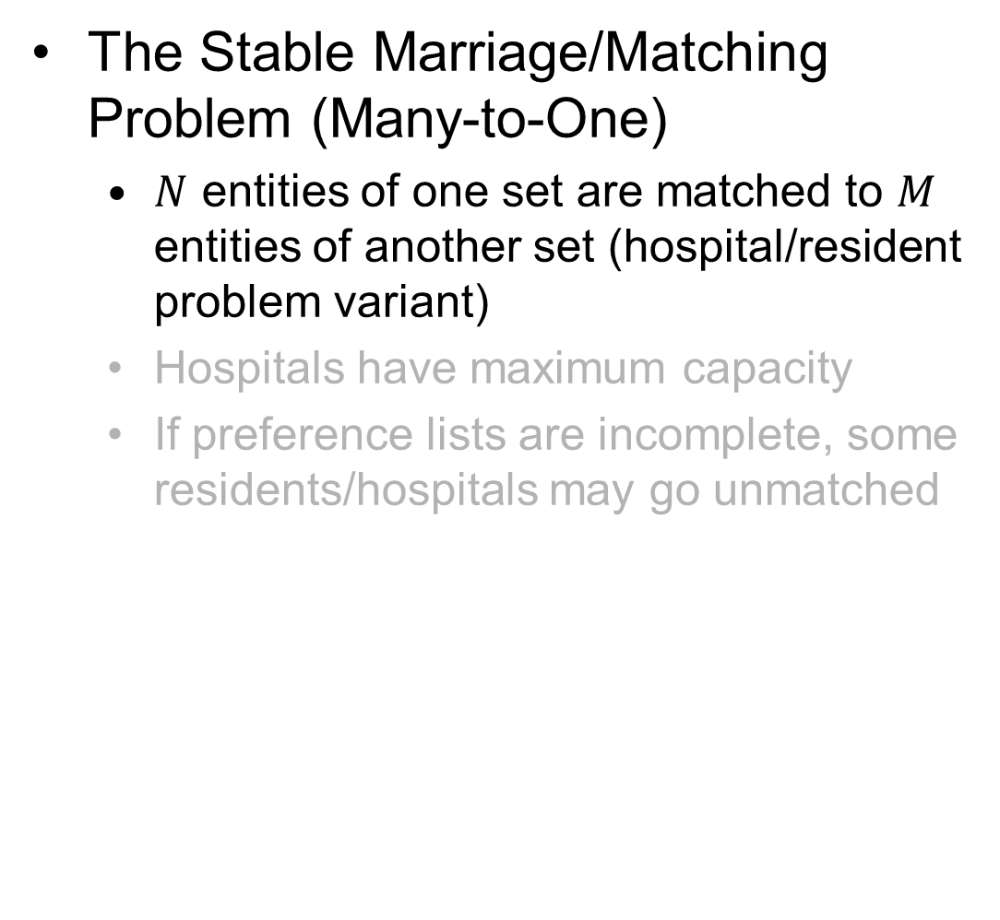 • The Stable Marriage/Matching
Problem (Many-to-One)
• N entities of one set are matched to M
entities of another set (hospital/resident
problem variant)
• Hospitals have maximum capacity
• If preference lists are incomplete, some
residents/hospitals may go unmatched